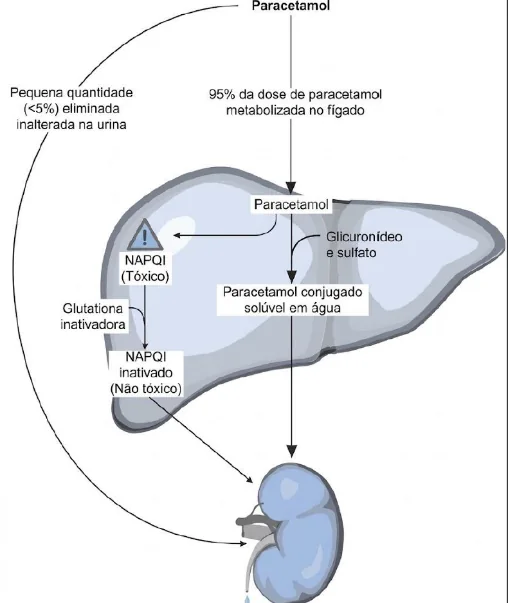 Paracetamol
Pequena quantidade
(<5%) eliminada
inalterada na urina
95% da dose de paracetamol
metabolizada no fígado
Paracetamol
!
NAPQI
(Tóxico)
Glicuronídeo
e sulfato
Glutationa
inativadora
Paracetamol conjugado
solúvel em água
NAPQI
inativado
(Não tóxico)